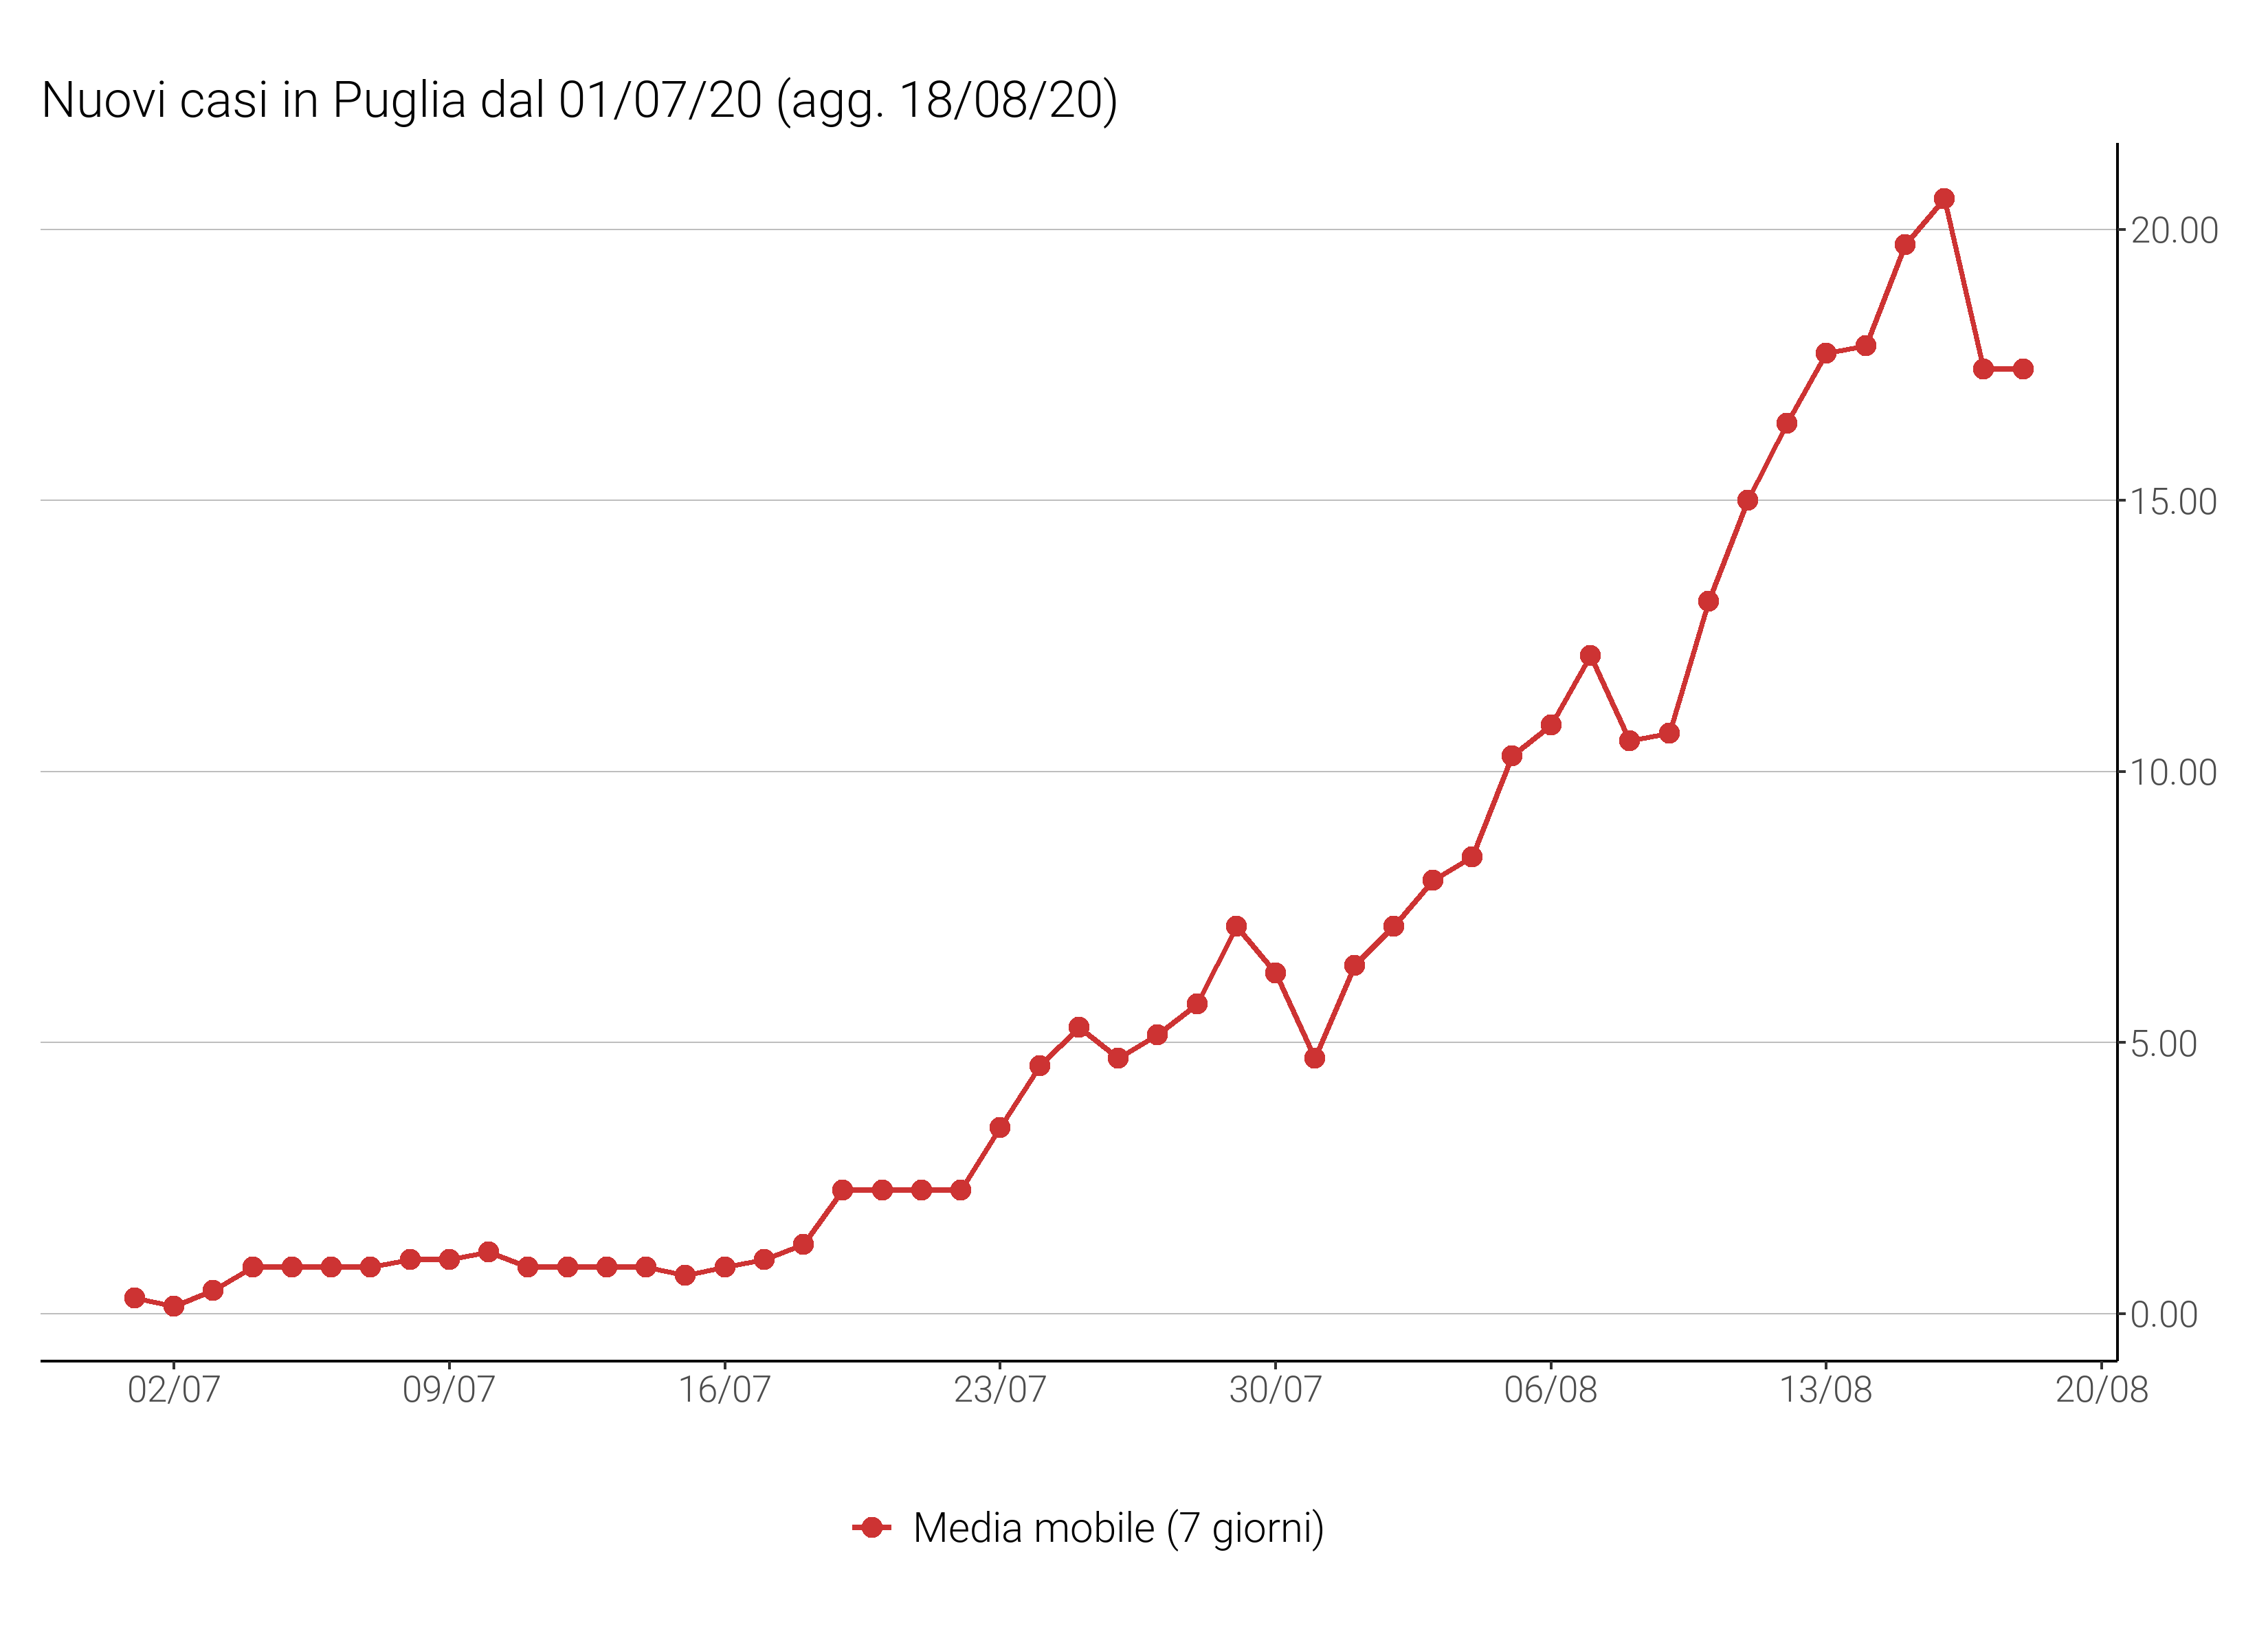 Nuovi casi in Puglia dal 01/07/20 (agg. 18/08/20)
20.00
15.00
10.00
5.00
0.00
02/07 09/07 16/07 23/07 30/07 06/08 13/08 20/08
Media mobile (7 giorni)